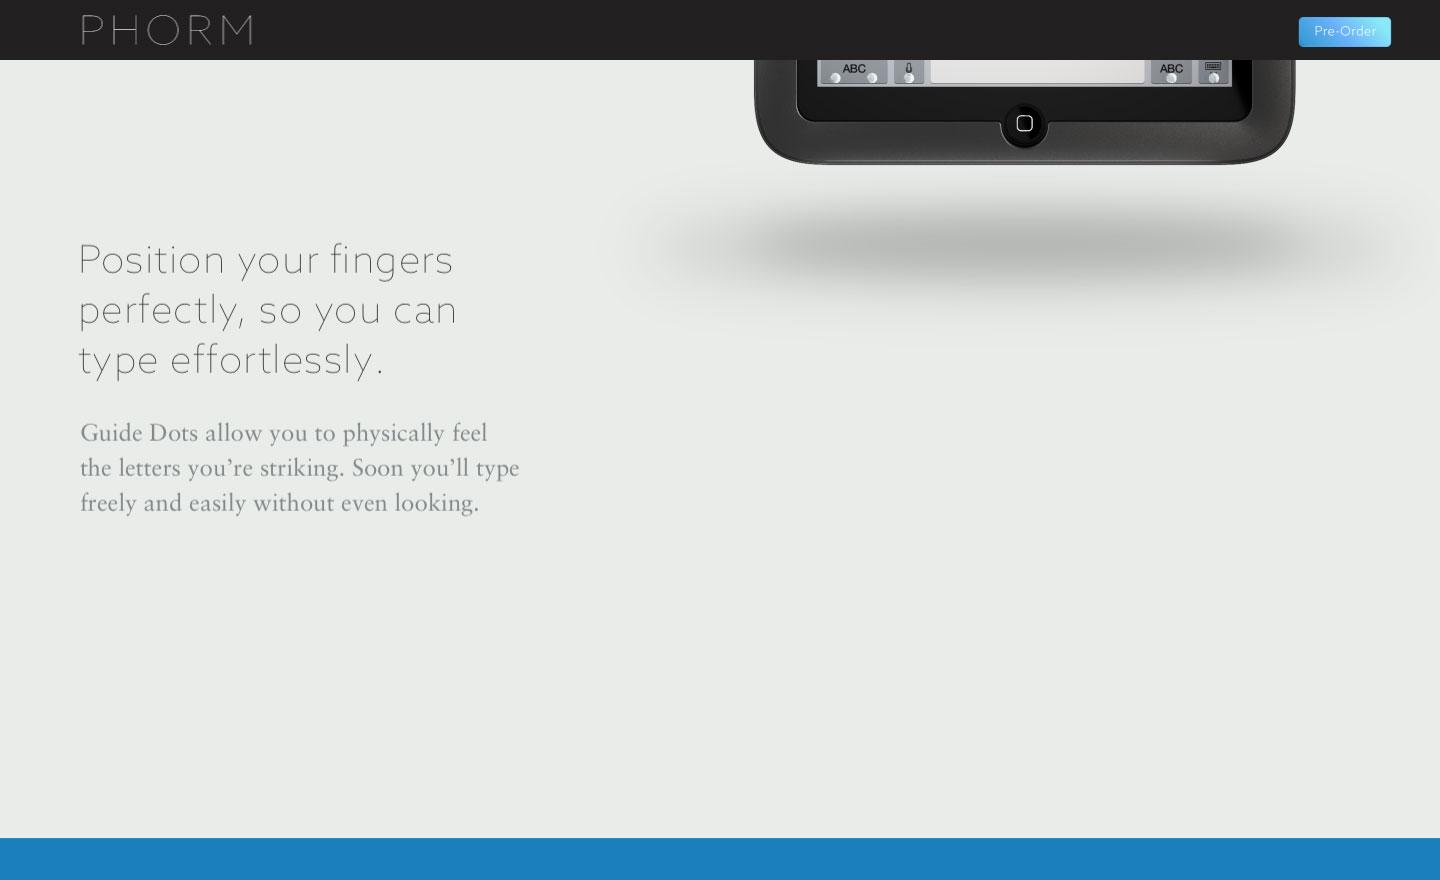 PHORM
Pre-Order
ABC
ABC
Position your fingers
perfectly, so you can
type effortlessly.
Guide Dots allow you to physically feel
the letters you’re striking. Soon you’ll type
freely and easily without even looking.